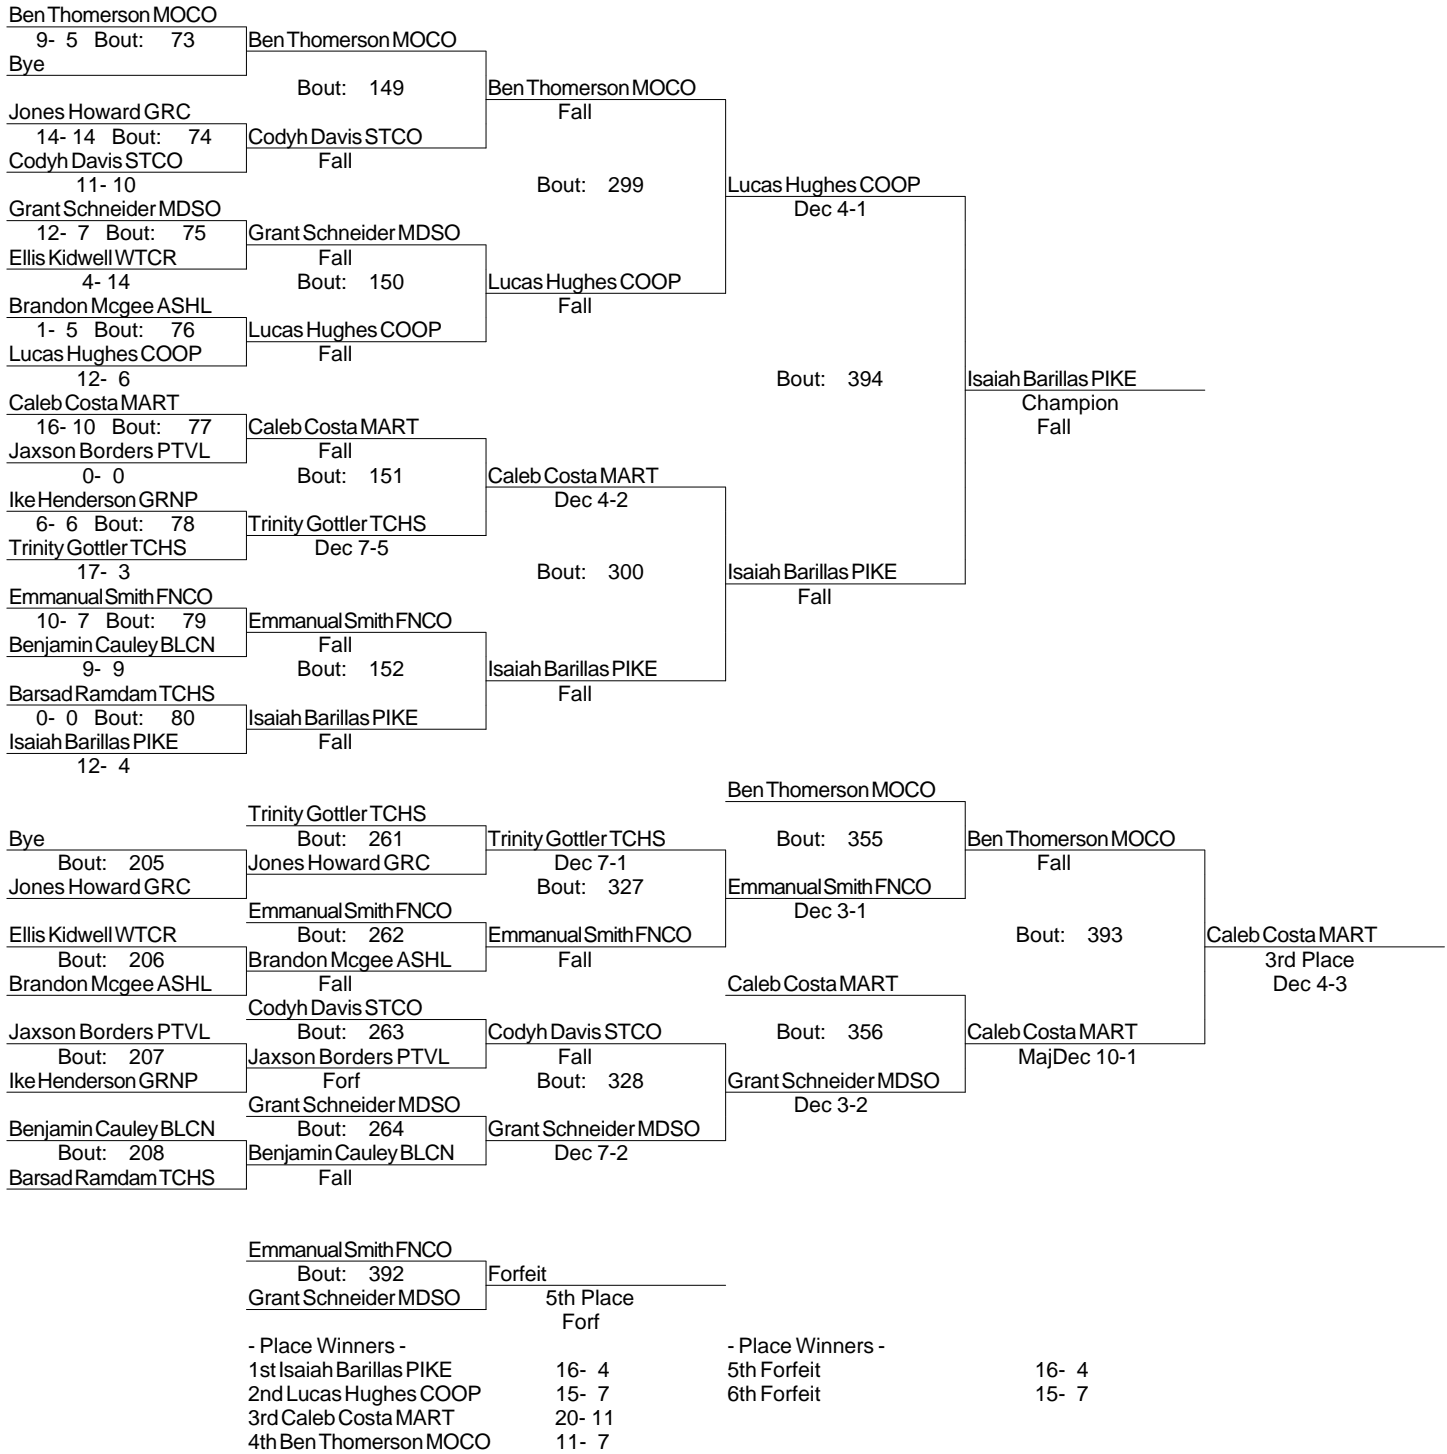 Ben Thomerson MOCO
9- 5 Bout: 73 Ben Thomerson MOCO
Bye
Bout: 149 Ben Thomerson MOCO
Jones Howard GRC Fall
14- 14 Bout: 74 Codyh Davis STCO
Codyh Davis STCO Fall
11- 10 Bout: 299 Lucas Hughes COOP
Grant Schneider MDSO Dec 4-1
12- 7 Bout: 75 Grant Schneider MDSO
Ellis Kidwell WTCR Fall
4- 14 Bout: 150 Lucas Hughes COOP
Brandon Mcgee ASHL Fall
1- 5 Bout: 76 Lucas Hughes COOP
Lucas Hughes COOP Fall
12- 6 Bout: 394 Isaiah Barillas PIKE
Caleb Costa MART Champion
16- 10 Bout: 77 Caleb Costa MART Fall
Jaxson Borders PTVL Fall
0- 0 Bout: 151 Caleb Costa MART
Ike Henderson GRNP Dec 4-2
6- 6 Bout: 78 Trinity Gottler TCHS
Trinity Gottler TCHS Dec 7-5
17- 3 Bout: 300 Isaiah Barillas PIKE
Emmanual Smith FNCO Fall
10- 7 Bout: 79 Emmanual Smith FNCO
Benjamin Cauley BLCN Fall
9- 9 Bout: 152 Isaiah Barillas PIKE
Barsad Ramdam TCHS Fall
0- 0 Bout: 80 Isaiah Barillas PIKE
Isaiah Barillas PIKE Fall
12- 4
Ben Thomerson MOCO
Trinity Gottler TCHS
Bye Bout: 261 Trinity Gottler TCHS Bout: 355 Ben Thomerson MOCO
Bout: 205 Jones Howard GRC Dec 7-1 Fall
Jones Howard GRC Bout: 327 Emmanual Smith FNCO
Emmanual Smith FNCO Dec 3-1
Ellis Kidwell WTCR Bout: 262 Emmanual Smith FNCO Bout: 393 Caleb Costa MART
Bout: 206 Brandon Mcgee ASHL Fall 3rd Place
Brandon Mcgee ASHL Fall Caleb Costa MART Dec 4-3
Codyh Davis STCO
Jaxson Borders PTVL Bout: 263 Codyh Davis STCO Bout: 356 Caleb Costa MART
Bout: 207 Jaxson Borders PTVL Fall MajDec 10-1
Ike Henderson GRNP Forf Bout: 328 Grant Schneider MDSO
Grant Schneider MDSO Dec 3-2
Benjamin Cauley BLCN Bout: 264 Grant Schneider MDSO
Bout: 208 Benjamin Cauley BLCN Dec 7-2
Barsad Ramdam TCHS Fall
Emmanual Smith FNCO
Bout: 392 Forfeit
Grant Schneider MDSO 5th Place
Forf
- Place Winners - - Place Winners -
1st Isaiah Barillas PIKE 16- 4 5th Forfeit 16- 4
2nd Lucas Hughes COOP 15- 7 6th Forfeit 15- 7
3rd Caleb Costa MART 20- 11
4th Ben Thomerson MOCO 11- 7